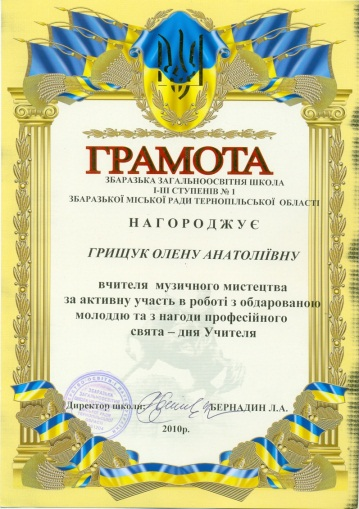 ГРАМОТА
ЗБАРАЗЬКА ЗАГАЛЬНООСВІТНЯ ШКОЛА
І-ІІІ СТУПЕНІВ № 1
ЗБАРАЗЬКОЇ МІСЬКОЇ РАДИ ТЕРНОПІЛЬСЬКОЇ ОБЛАСТІ
НАГОРОДЖУЄ
ГРИЩУК ОЛЕНУ АНАТОЛІЇВНУ
вчителя музичного мистецтва
за активну участь в роботі з обдарованою
молоддю та з нагоди професійного
свята – дня Учителя
Директор школи: БЕРНАДИН Л.А.
2010р.